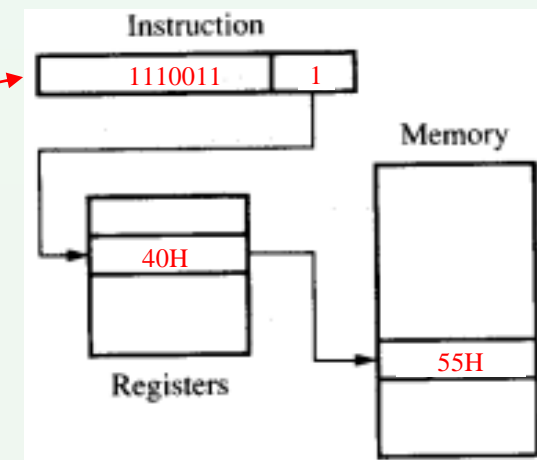 Instruction
1110011 1
Memory
40H
55H
Registers